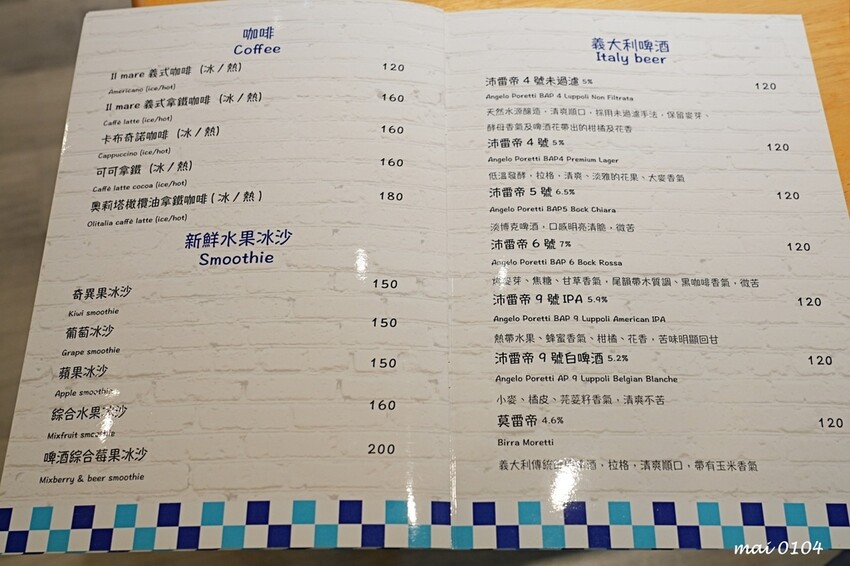 咖啡
Coffee
Il mare 義式咖啡（冰/熱） 120
Americano (ice/hot)
Il mare 義式拿鐵咖啡（冰/熱） 160
Caffè latte (ice/hot)
卡布奇諾咖啡（冰/熱） 160
Cappuccino (ice/hot)
可可拿鐵（冰/熱） 160
Caffè latte cocoa (ice/hot)
奧莉塔橄欖油拿鐵咖啡(冰/熱) 180
Olitalia caffè latte (ice/hot)
新鮮水果冰沙
Smoothie
奇異果冰沙 150
Kiwi smoothie
葡萄冰沙 150
Grape smoothie
蘋果冰沙 150
Apple smoothie
綜合水果冰沙 160
Mixfruit smoothie
啤酒綜合莓果冰沙 200
Mixberry & beer smoothie
義大利啤酒
Italy beer
沛雷帝 4 號未過濾 5% 120
Angelo Poretti BAP 4 Luppoli Non Filtrata
天然水源釀造，清爽順口，採用未過濾手法，保留麥芽、
酵母香氣及啤酒花帶出的柑橘及花香
沛雷帝 4 號 5% 120
Angelo Poretti BAP4 Premium Lager
低溫發酵，拉格，清爽、淡雅的花果、大麥香氣
沛雷帝 5 號 6.5% 120
Angelo Poretti BAP5 Bock Chiara
淡博克啤酒，口感明亮清脆，微苦
沛雷帝 6 號 7% 120
Angelo Poretti BAP 6 Bock Rossa
麥芽、焦糖、甘草香氣，尾韻帶木質調、黑咖啡香氣，微苦
沛雷帝 9 號 IPA 5.9% 120
Angelo Poretti BAP 9 Luppoli American IPA
熱帶水果、蜂蜜香氣、柑橘、花香，苦味明顯回甘
沛雷帝 9 號白啤酒 5.2% 120
Angelo Poretti AP 9 Luppoli Belgian Blanche
小麥、橘皮、芫荽籽香氣，清爽不苦
莫雷帝 4.6% 120
Birra Moretti
義大利傳統啤酒，拉格，清爽順口，帶有玉米香氣
mai 0104